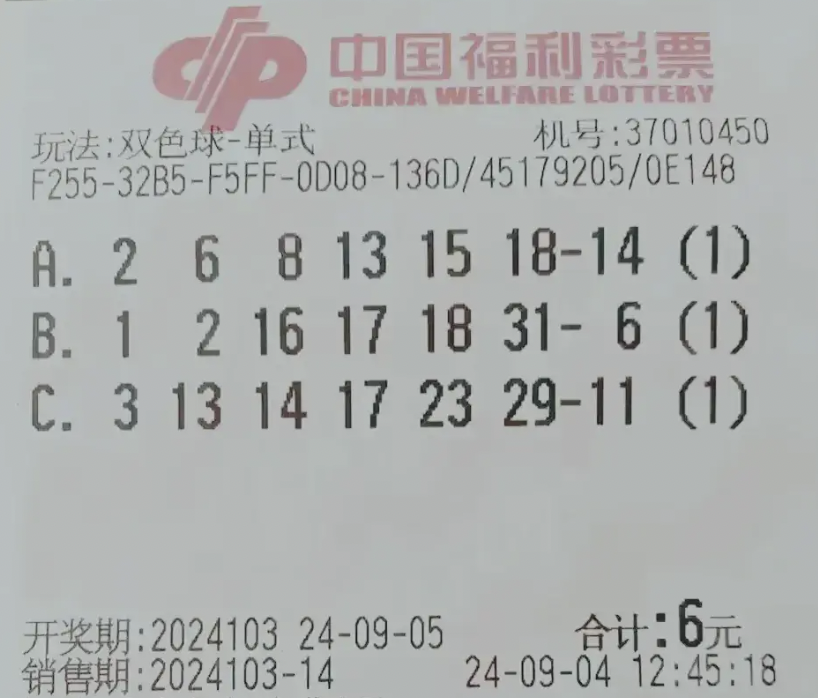 中国福利彩票
CHINA WELFARE LOTTERY
玩法:双色球-单式 机号:37010450
F255-32B5-F5FF-0D08-136D/45179205/0E148
A. 2 6 8 13 15 18-14 (1)
B. 1 2 16 17 18 31- 6 (1)
C. 3 13 14 17 23 29-11 (1)
开奖期:2024103 24-09-05 合计:6元
销售期:2024103-14 24-09-04 12:45:18